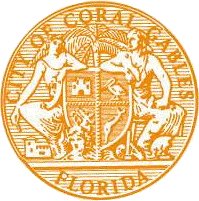 CITY OF CORAL GABLES
FLORIDA